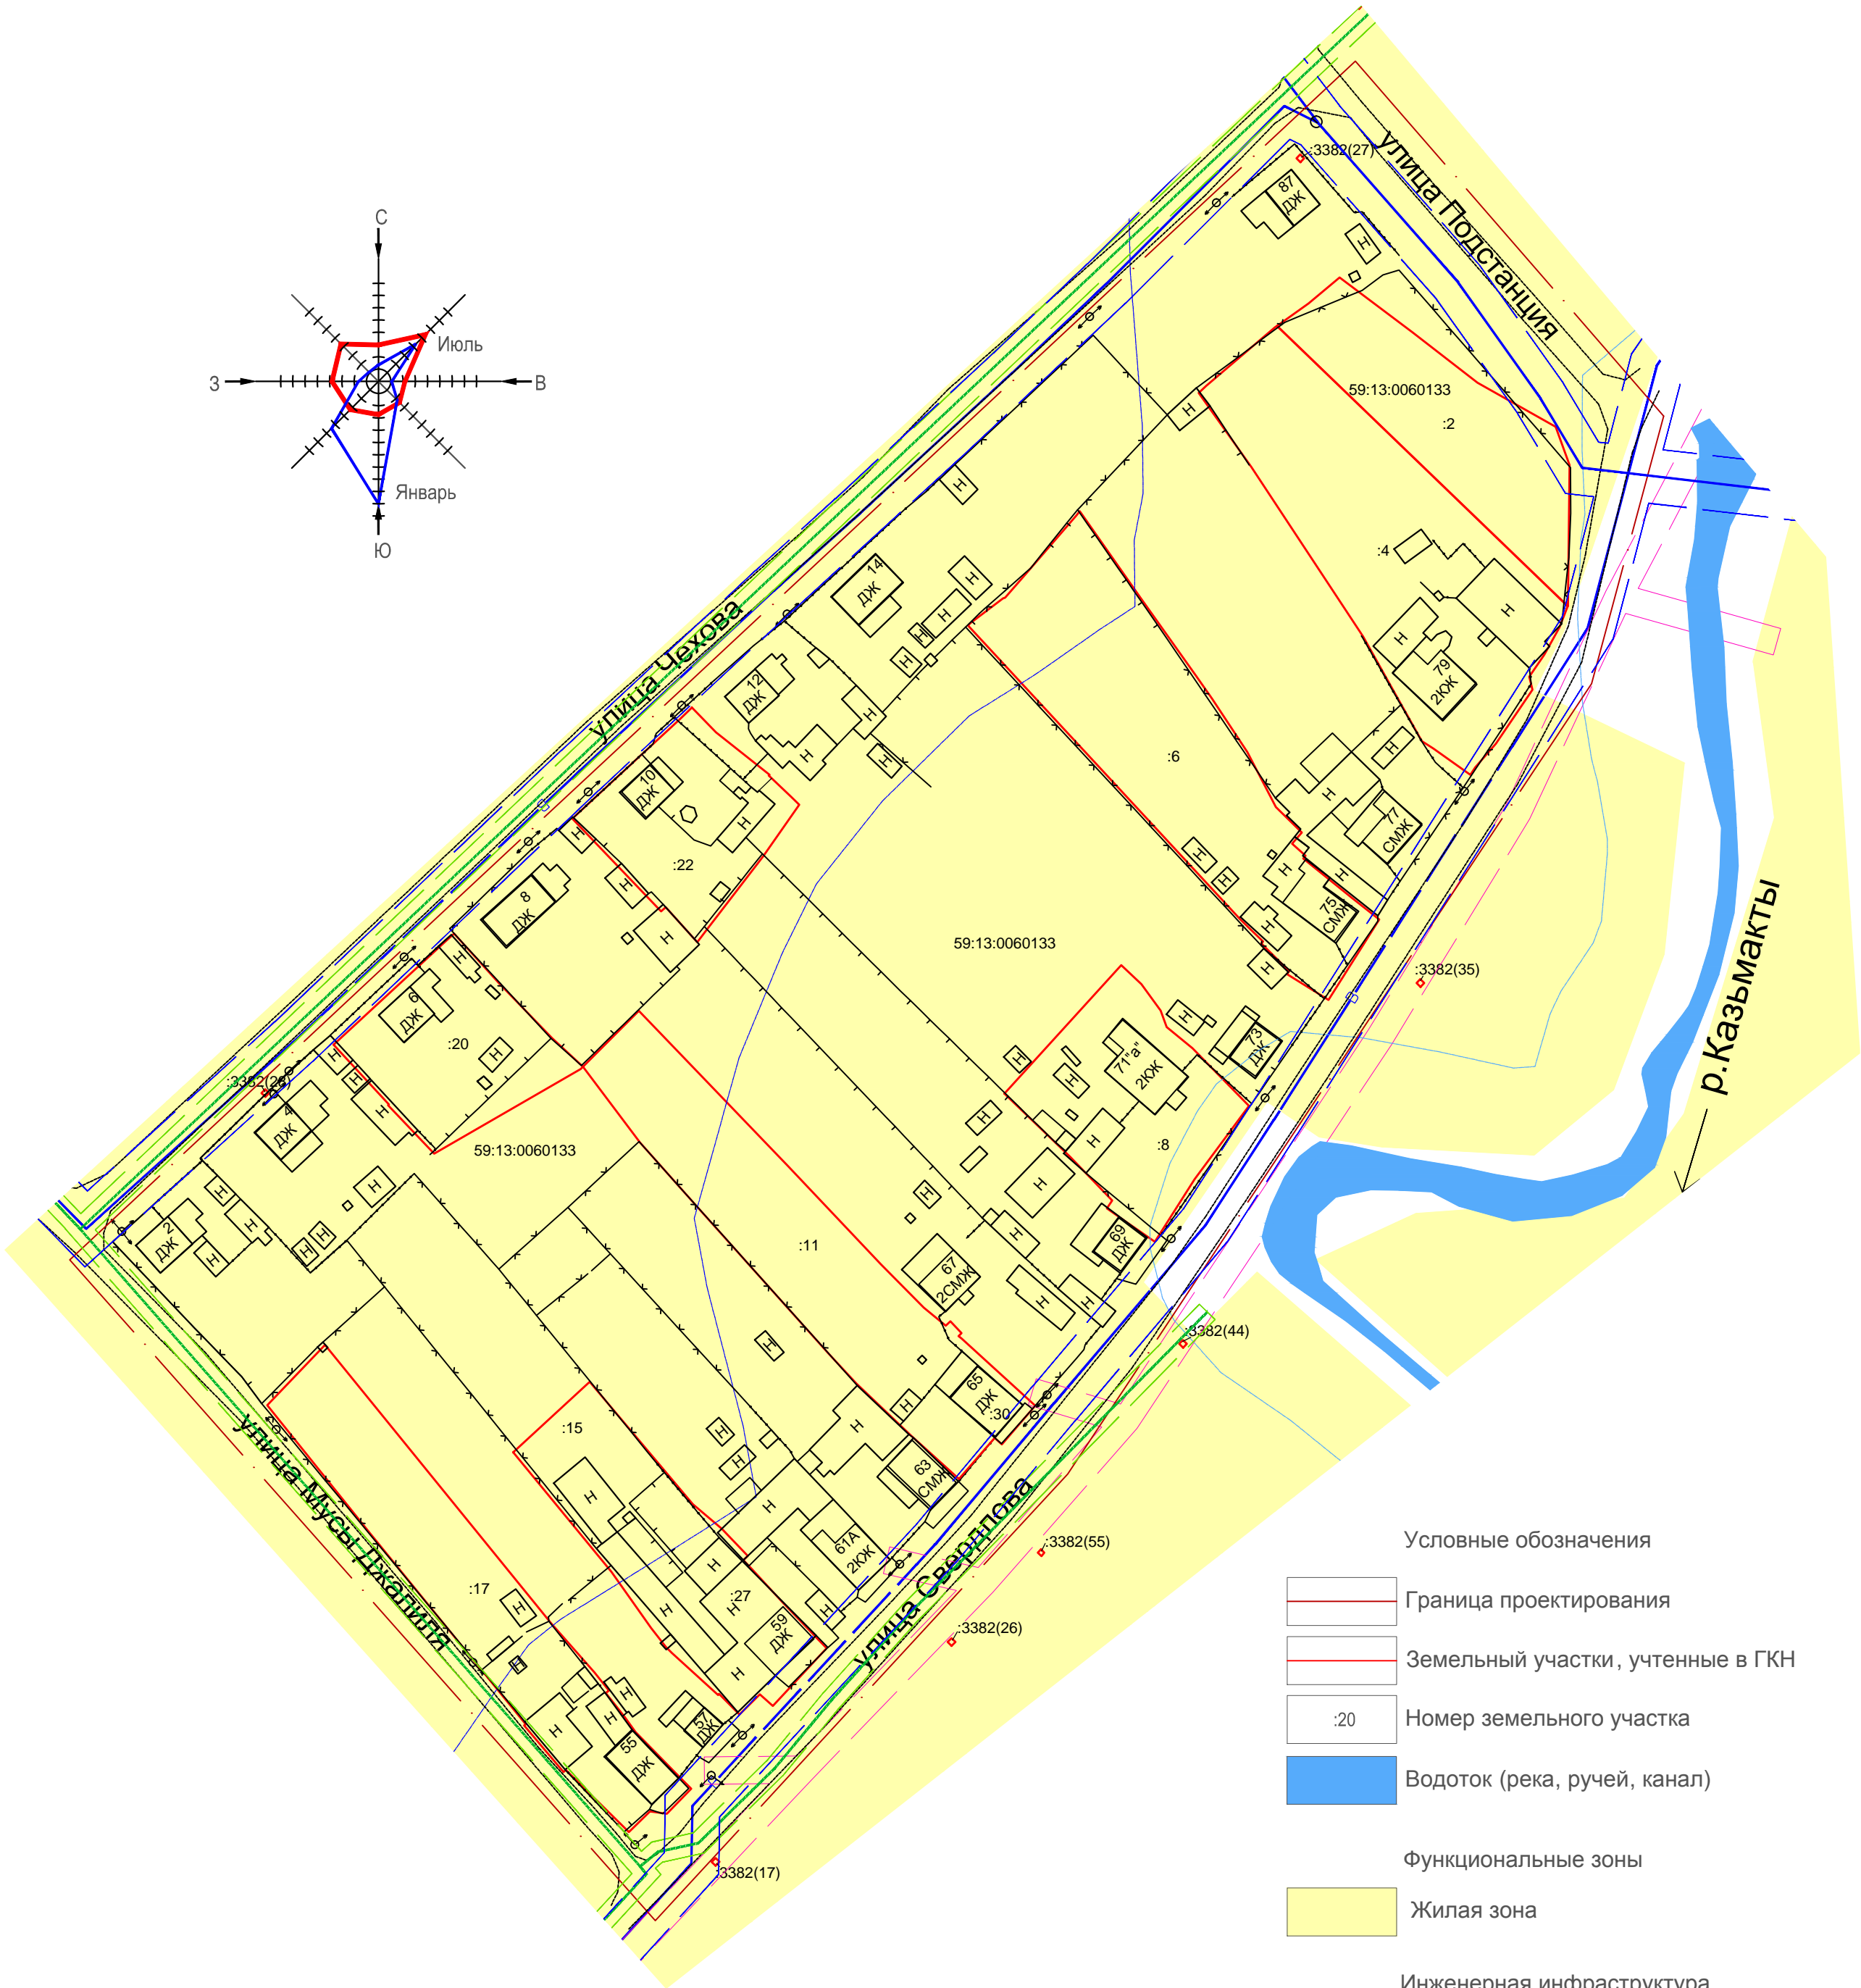 :3382(27)
улица Подстанция
87
ДЖ
Н
С
Июль
З
В
Январь
Ю
59:13:0060133
:2
Н
Н
:4
14
ДЖ
Н
Н
Н
Н
Н
Н
79
2КЖ
улица Чехова
12
ДЖ
Н
Н
Н
:6
Н
Н
77
СМЖ
10
ДЖ
Н
Н
:22
Н
Н
Н
Н
Н
75
СМЖ
8
ДЖ
Н
Н
Н
59:13:0060133
р.Казьмакты
:3382(35)
6
ДЖ
Н
:20
Н
Н
Н
Н
:3382(28)
4
ДЖ
71"а"
2КЖ
Н
73
ДЖ
Н
Н
Н
Н
:8
59:13:0060133
Н
Н
Н
Н
Н
2
ДЖ
Н
Н
Н
:11
67
2СМЖ
Н
69
ДЖ
Н
Н
:3382(44)
Н
65
ДЖ
:30
Н
Н
:15
Н
Н
63
СМЖ
улица Мусы Джалиля
Н
Н
61А
2КЖ
улица Свердлова
:3382(55)
Условные обозначения
:17
Н
Н
:27
Н
Н
59
ДЖ
Н
Н
:3382(26)
Граница проектирования
Земельный участки, учтенные в ГКН
Н
Н
Н
Н
57
ДЖ
55
ДЖ
:20
Номер земельного участка
Водоток (река, ручей, канал)
:3382(17)
Функциональные зоны
Жилая зона
Инженерная инфраструктура